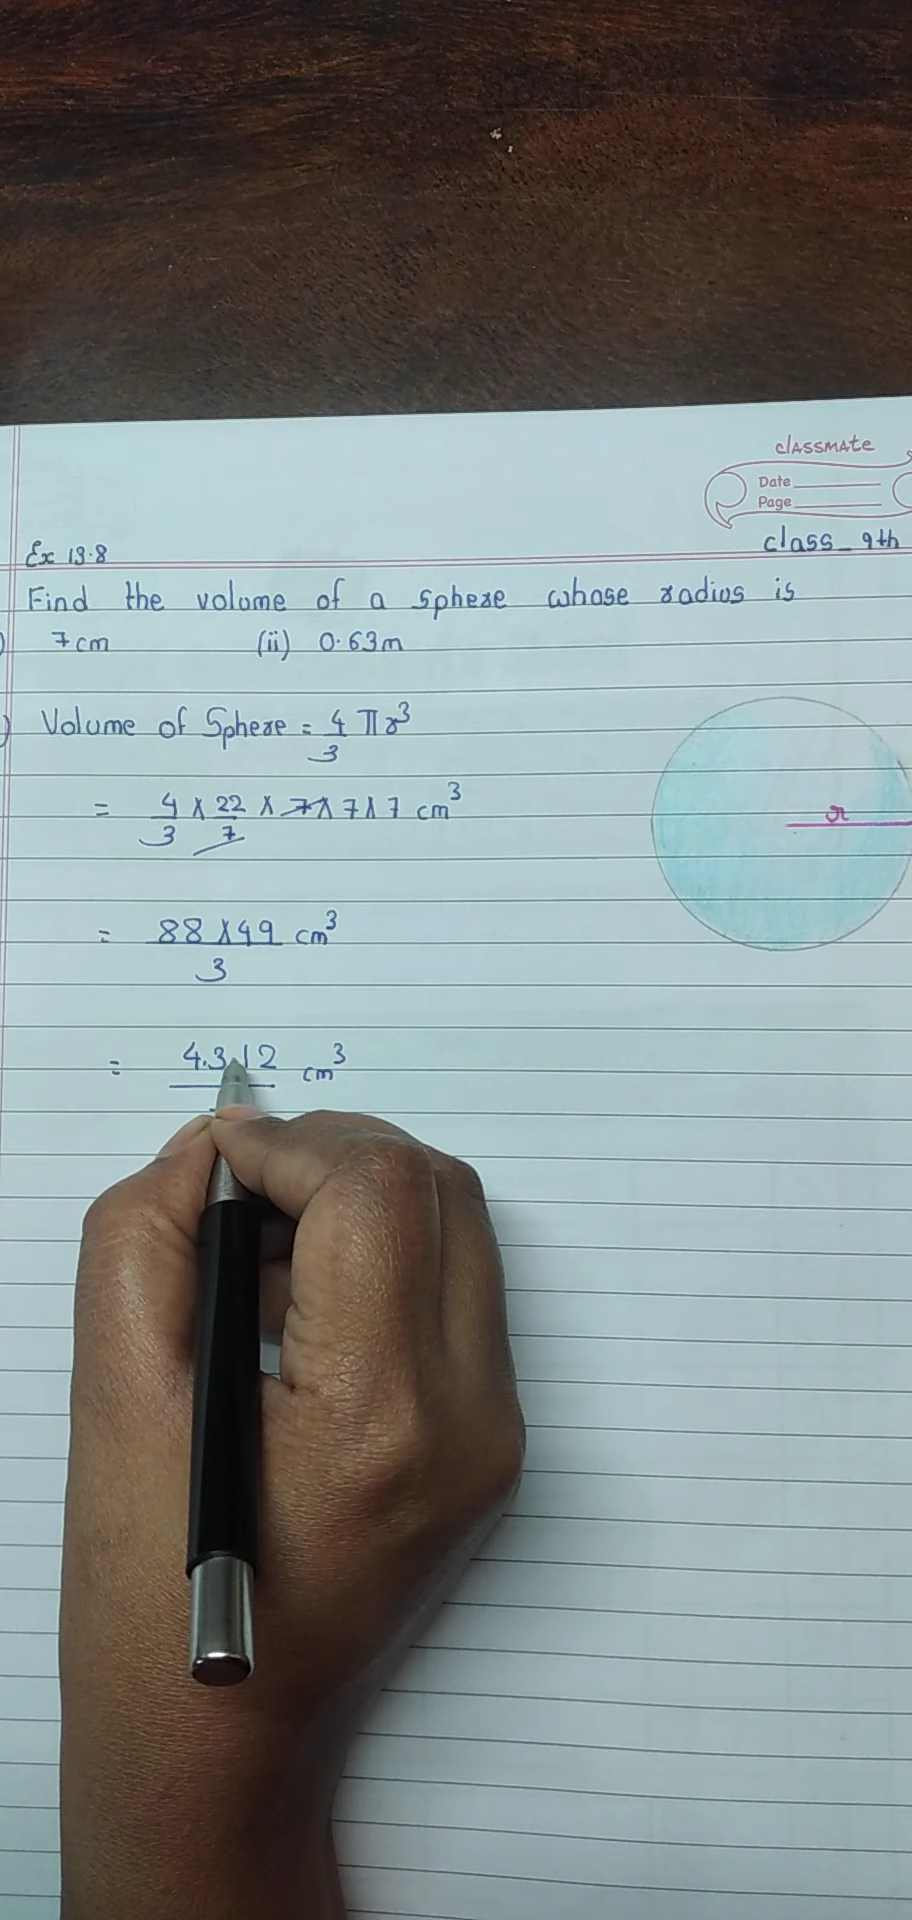 classmate
Date
Page
Ex 13.8
class - 9th
Find the volume of a sphere whose radius is
) 7 cm (ii) 0.63m
) Volume of Sphere = 4/3 πr³
= 4/3 × 22/7 × 7 × 7 × 7 cm³
r
= 88 × 49 / 3 cm³
= 4312 cm³